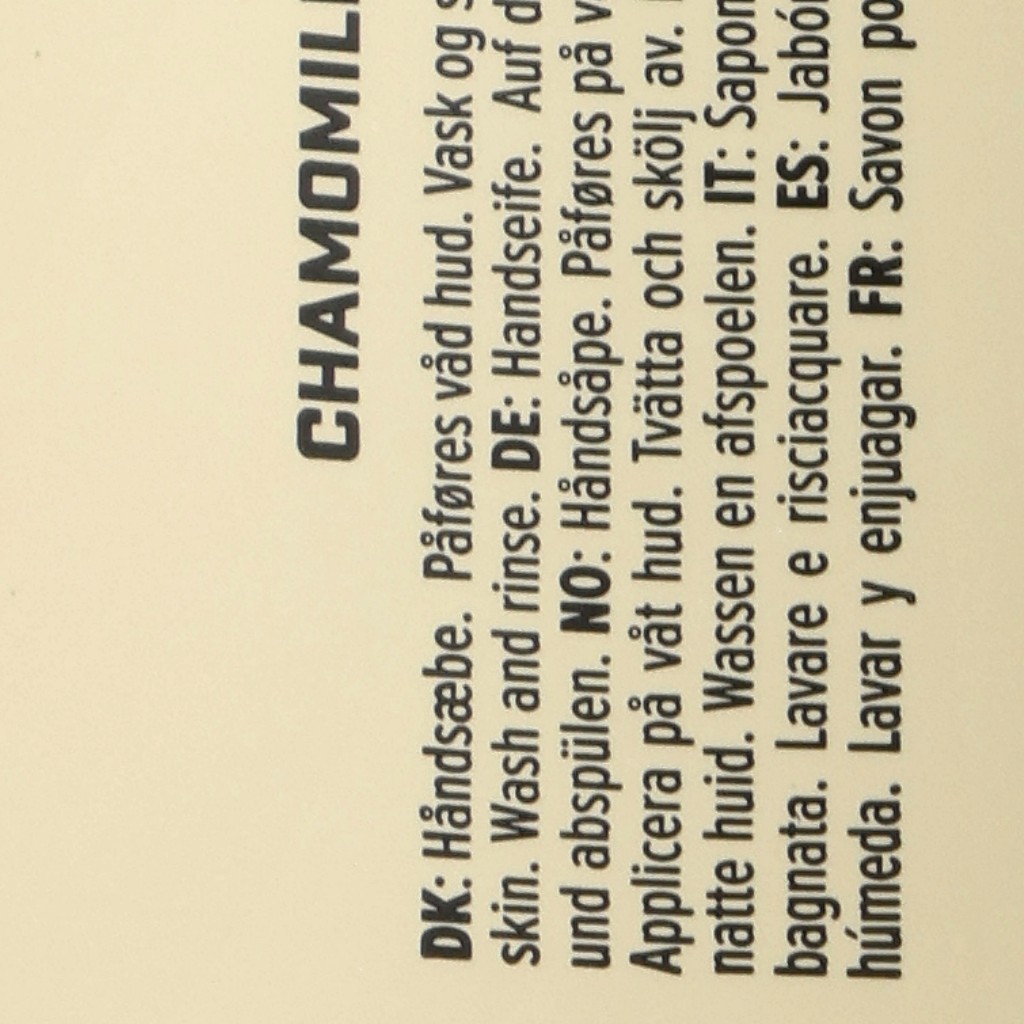 CHAMOMIL
DK: Håndsæbe. Påføres våd hud. Vask og
skin. Wash and rinse. DE: Handseife. Auf d
und abspülen. NO: Håndsåpe. Påføres på v
Applicera på våt hud. Tvätta och skölj av.
natte huid. Wassen en afspoelen. IT: Sapon
bagnata. Lavare e risciacquare. ES: Jabón
húmeda. Lavar y enjuagar. FR: Savon po